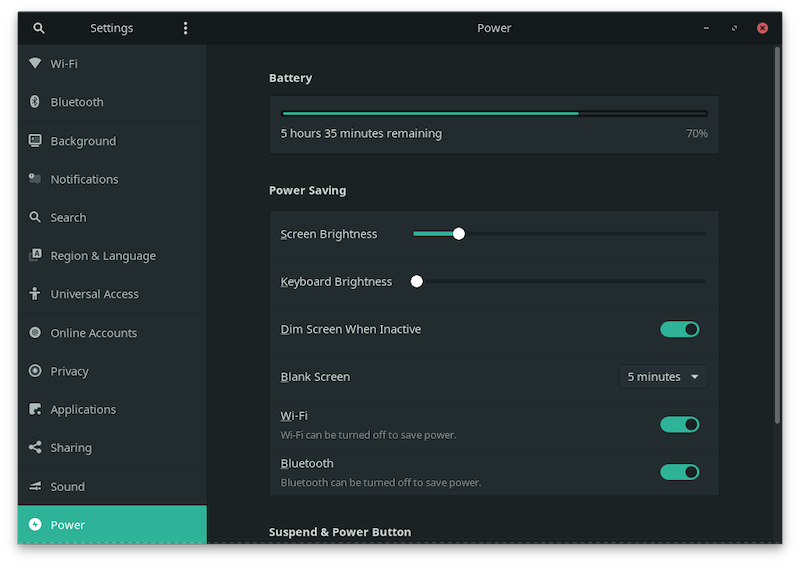 Settings
Power
Wi-Fi
Bluetooth
Background
Notifications
Search
Region & Language
Universal Access
Online Accounts
Privacy
Applications
Sharing
Sound
Power
Battery
5 hours 35 minutes remaining 70%
Power Saving
Screen Brightness
Keyboard Brightness
Dim Screen When Inactive
Blank Screen 5 minutes
Wi-Fi
Wi-Fi can be turned off to save power.
Bluetooth
Bluetooth can be turned off to save power.
Suspend & Power Button